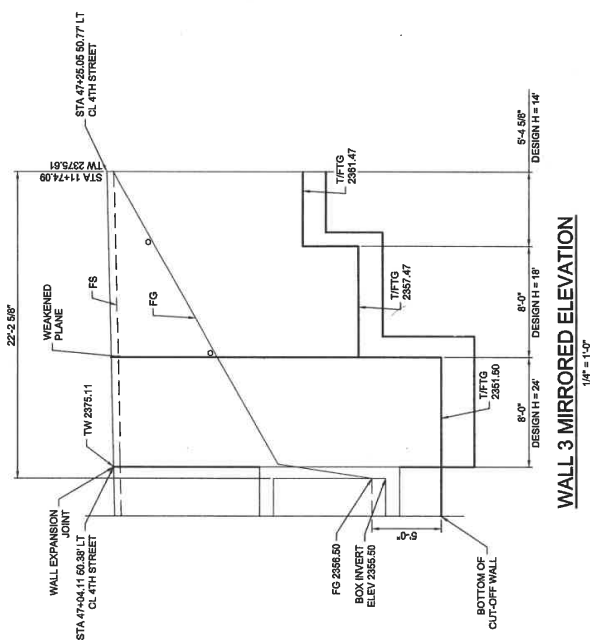 STA 47+25.05 50.77' LT
CL 4TH STREET
22'-2 5/8"
STA 11+74.09
TW 2375.61
WEAKENED
PLANE
FS
FG
TW 2375.11
WALL EXPANSION
JOINT
STA 47+04.11 50.38' LT
CL 4TH STREET
T/FTG
2361.47
T/FTG
2357.47
T/FTG
2351.50
5'-4 5/8"
DESIGN H = 14'
8'-0"
DESIGN H = 18'
8'-0"
DESIGN H = 24'
FG 2356.50
BOX INVERT
ELEV 2355.50
5'-0"
BOTTOM OF
CUT-OFF WALL
WALL 3 MIRRORED ELEVATION
1/4" = 1'-0"